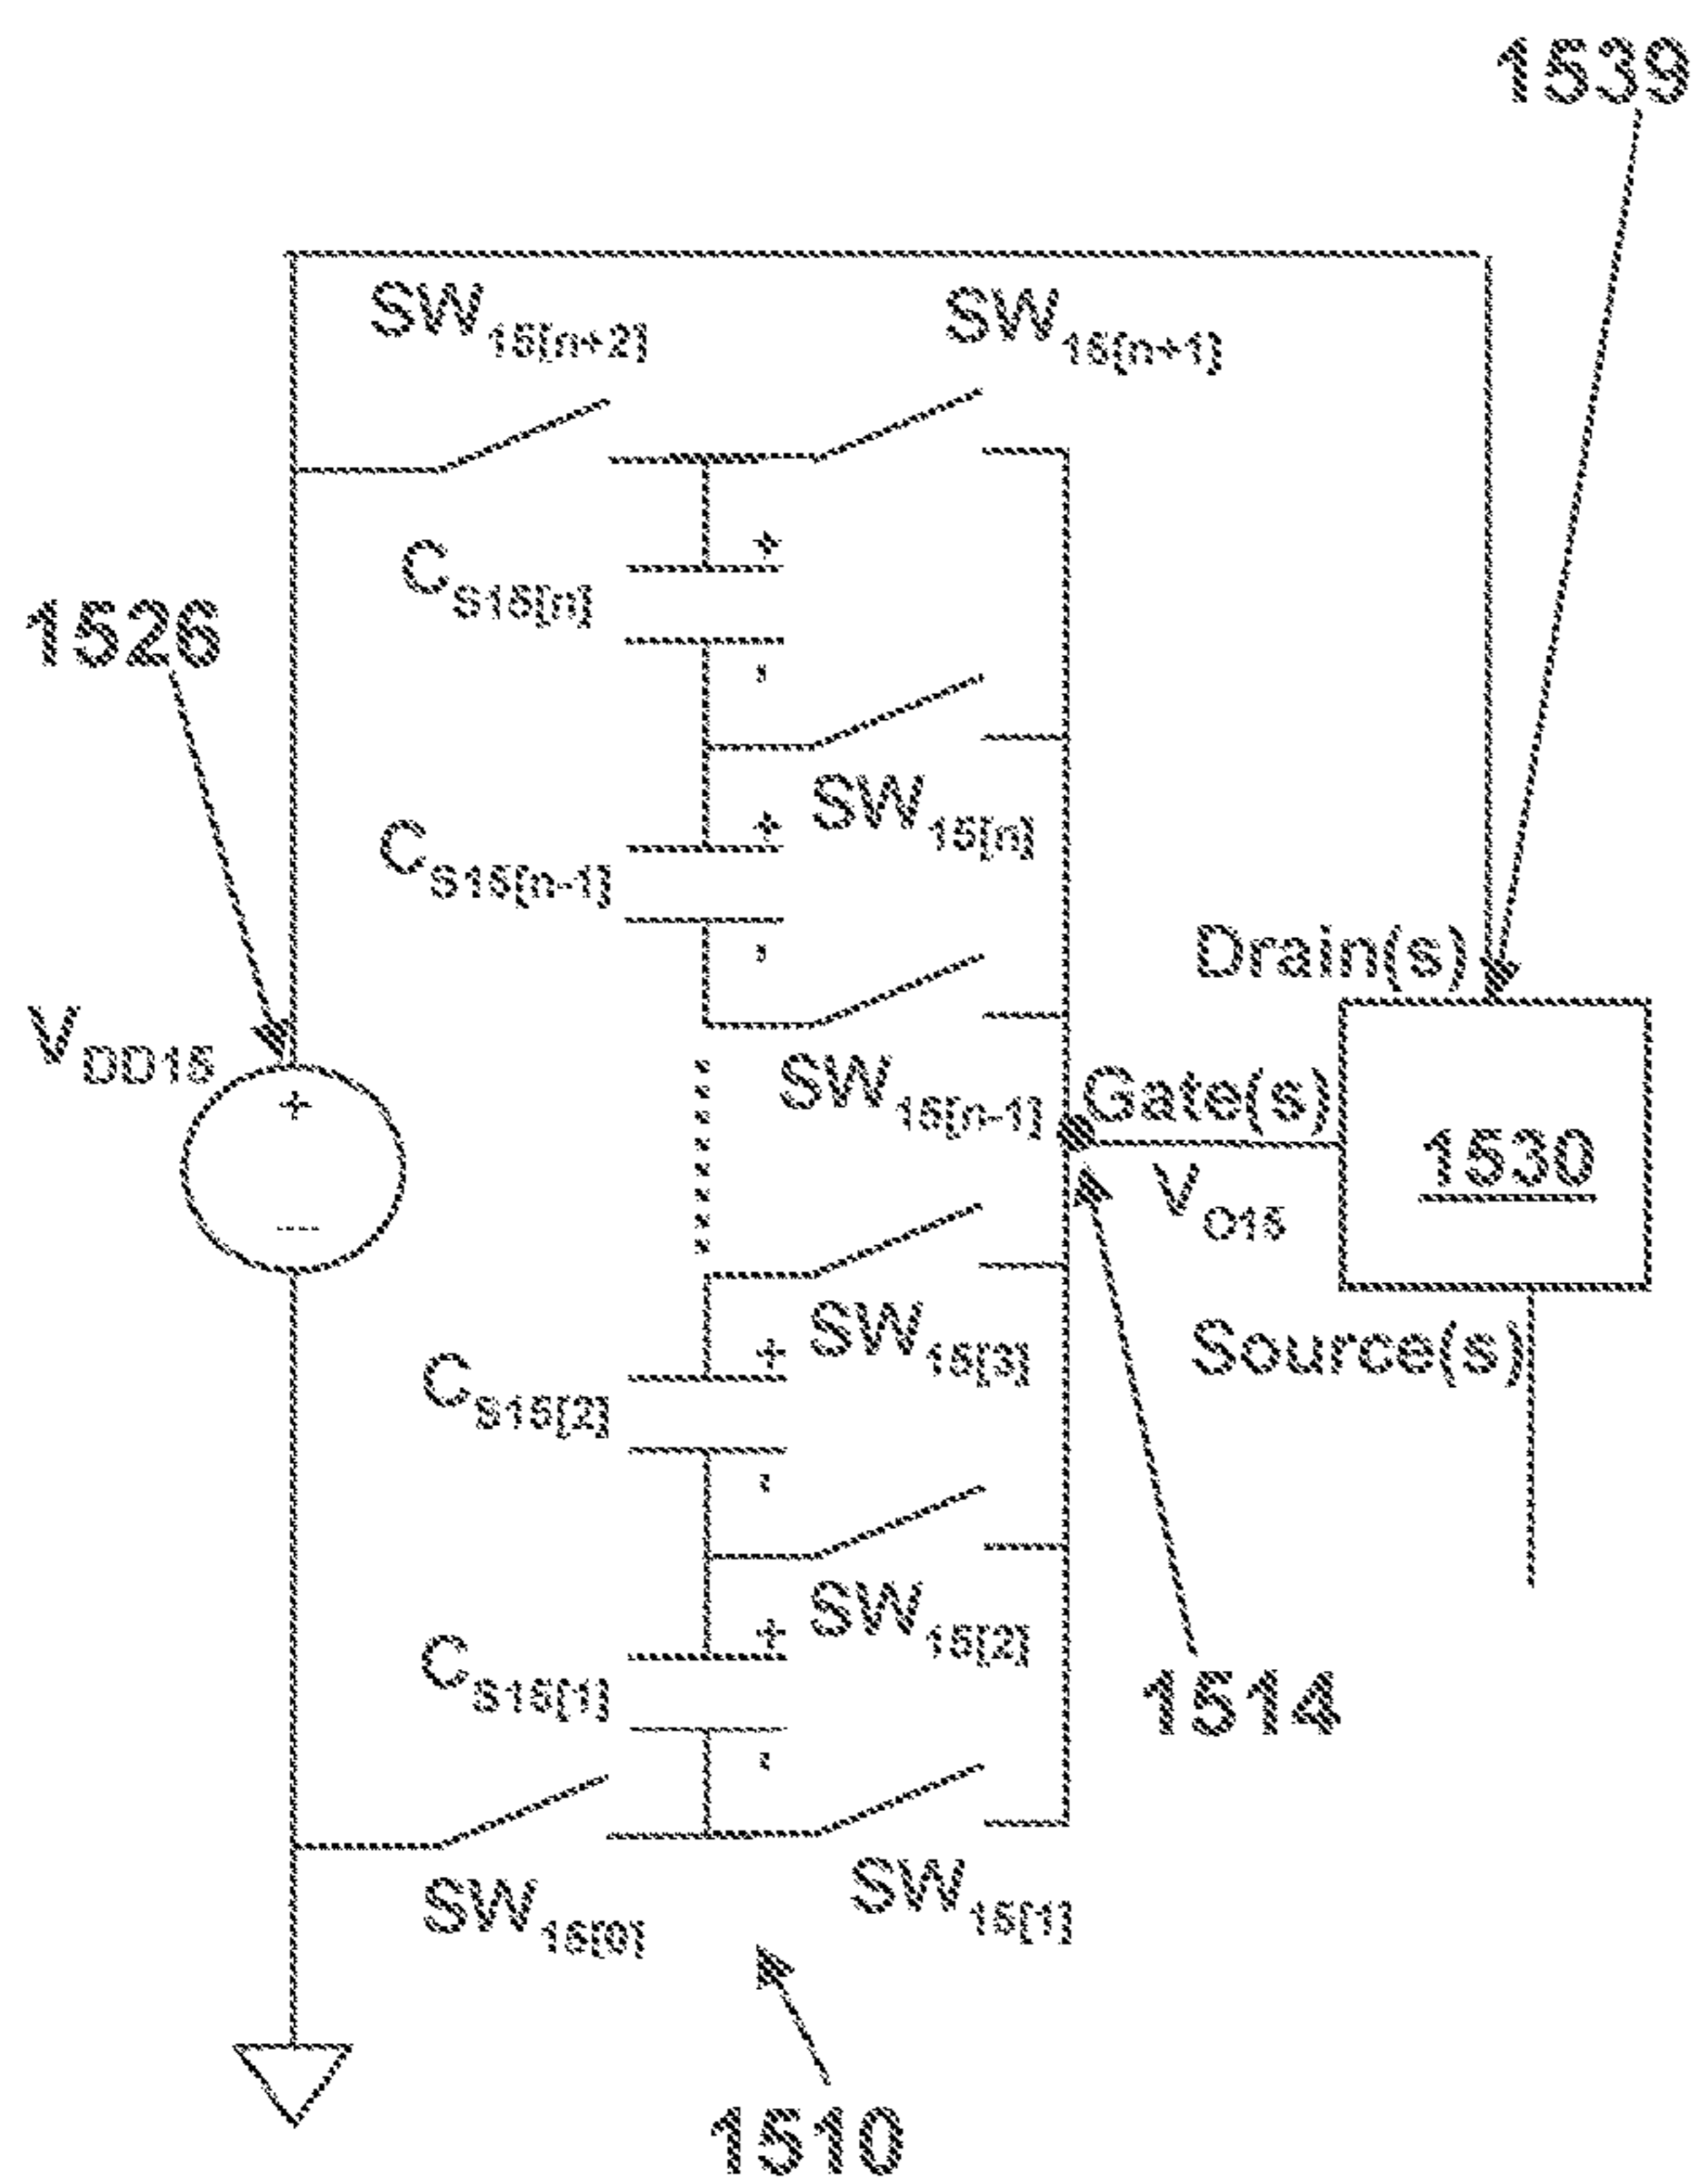 1539
SW15[n+2]
SW15[n+1]
+
CS15[n]
-
1526
SW15[n]
+
CS15[n-1]
-
Drain(s)
VDD15
SW15[n-1]
Gate(s)
+
1530
VO15
-
SW15[3]
+
Source(s)
CS15[2]
-
SW15[2]
+
CS15[1]
1514
-
SW15[0]
SW15[1]
1510